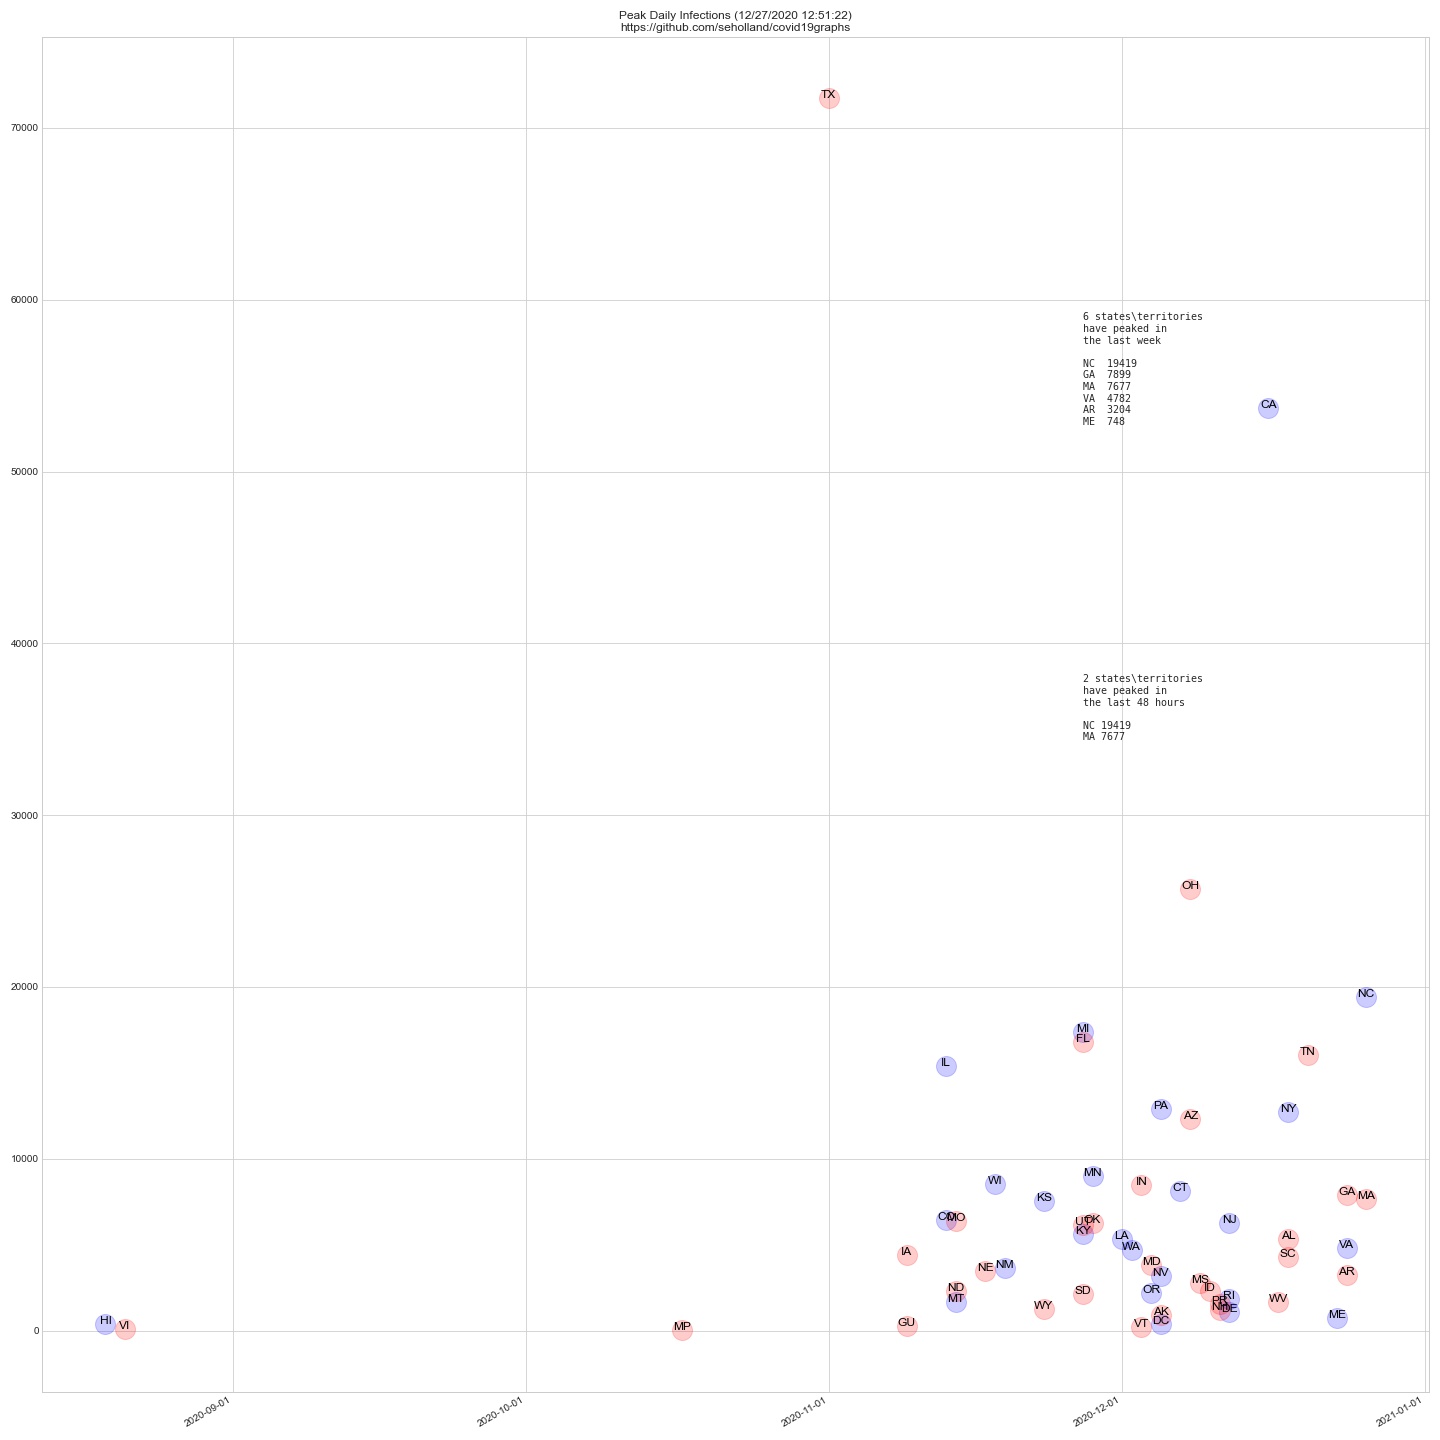 Peak Daily Infections (12/27/2020 12:51:22)
https://github.com/seholland/covid19graphs
TX
70000
60000
6 states\territories
have peaked in
the last week
NC 19419
GA 7899
MA 7677
VA 4782
AR 3204
ME 748
CA
50000
40000
2 states\territories
have peaked in
the last 48 hours
NC 19419
MA 7677
30000
OH
20000
NC
MI
FL
TN
IL
PA
NY
AZ
10000
MN
WI
IN
CT
KS
GA
MA
CO
MO
UT
OK
NJ
KY
LA
AL
WA
VA
IA
SC
MD
NE
NM
NV
AR
MS
ND
ID
SD
OR
MT
RI
WV
PR
NH
DE
WY
AK
ME
HI
VI
MP
GU
VT
DC
0
2020-09-01
2020-10-01
2020-11-01
2020-12-01
2021-01-01